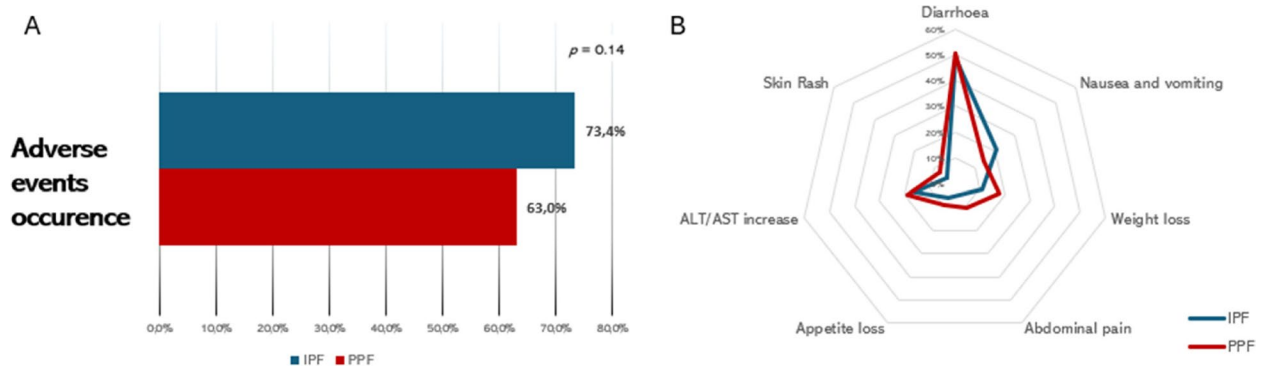 A
p = 0.14
Adverse
events
occurence
73,4%
63,0%
0,0% 10,0% 20,0% 30,0% 40,0% 50,0% 60,0% 70,0% 80,0%
IPF PPF
B
Diarrhoea
60%
50%
40%
30%
20%
10%
Skin Rash
Nausea and vomiting
ALT/AST increase
Weight loss
Appetite loss
Abdominal pain
IPF
PPF